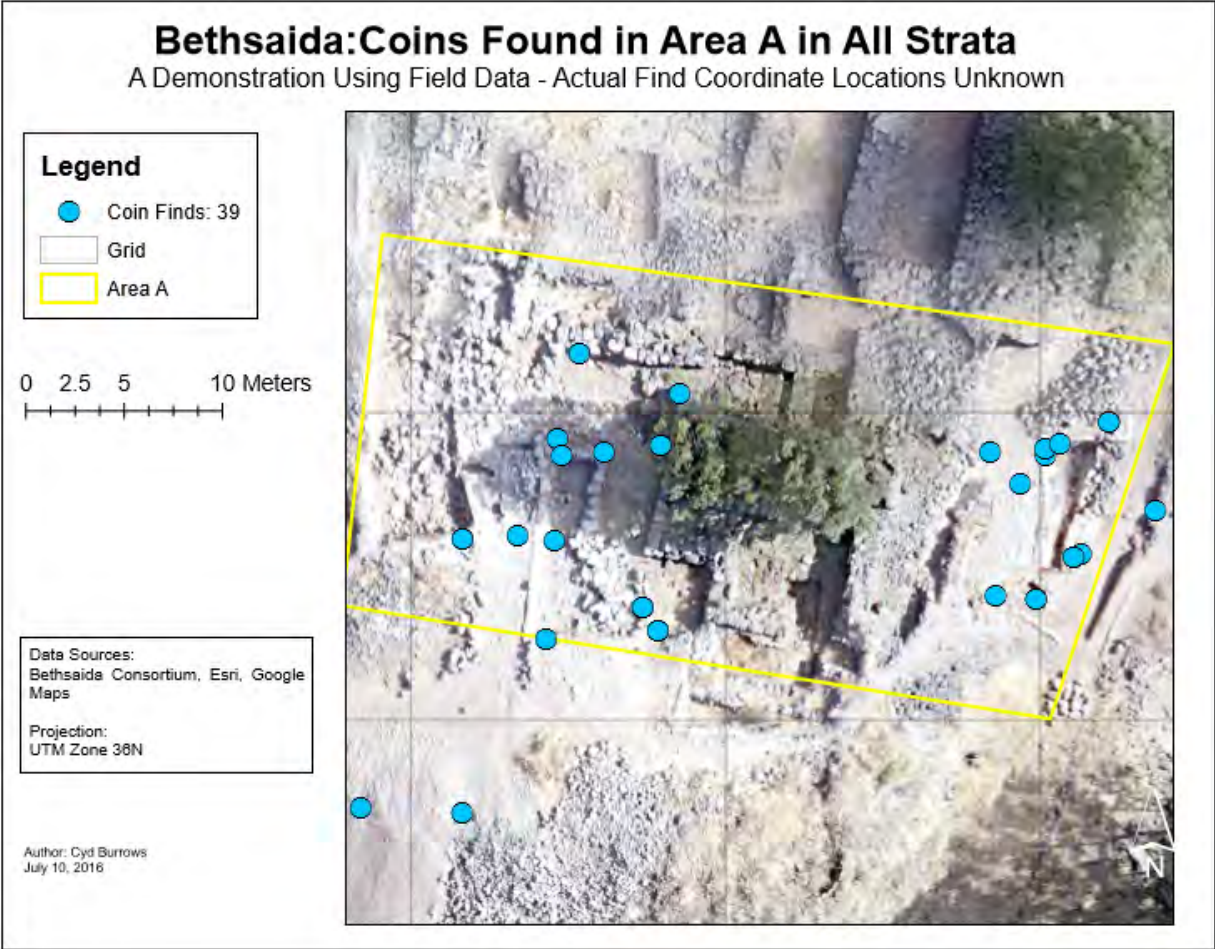 Bethsaida:Coins Found in Area A in All Strata
A Demonstration Using Field Data - Actual Find Coordinate Locations Unknown
Legend
Coin Finds: 39
Grid
Area A
0 2.5 5 10 Meters
Data Sources:
Bethsaida Consortium, Esri, Google
Maps
Projection:
UTM Zone 36N
Author: Cyd Burrows
July 10, 2016
N